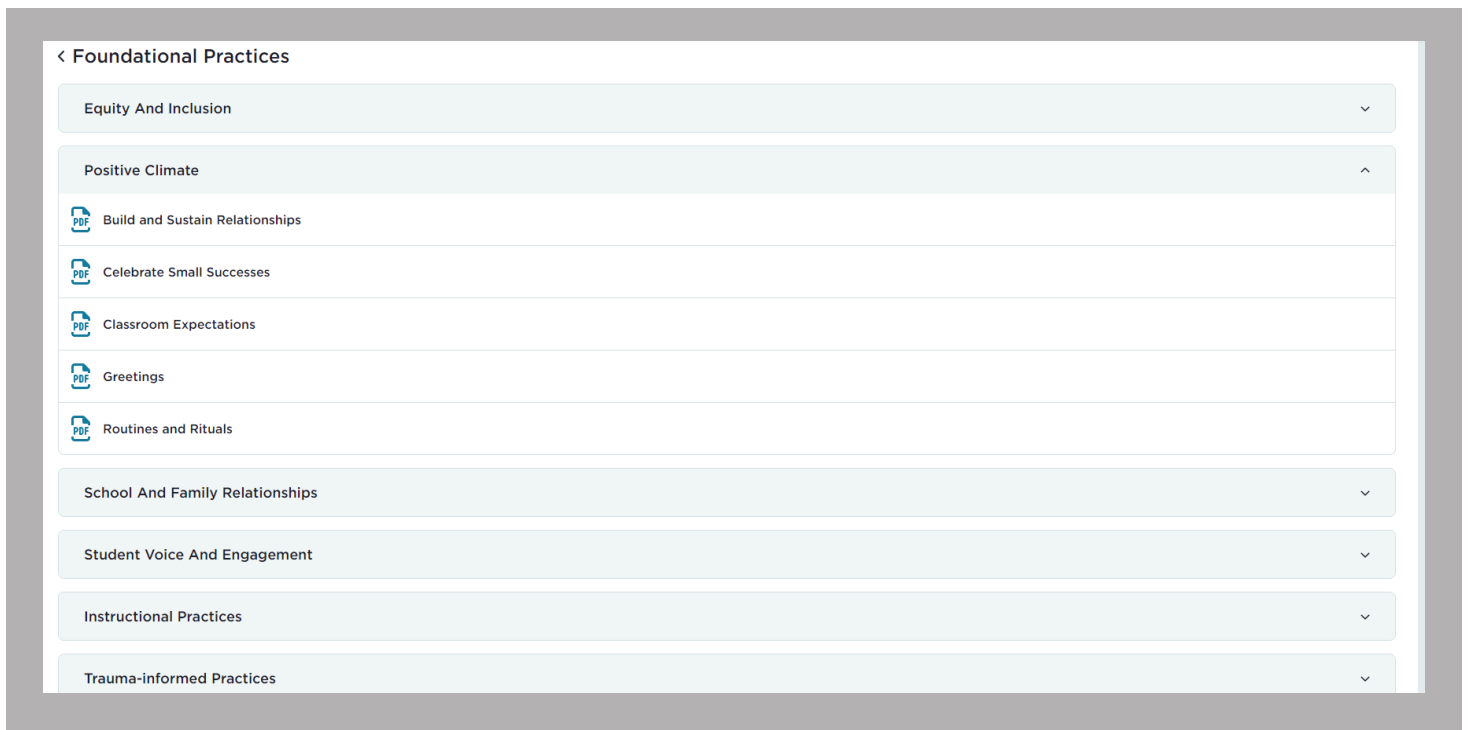 Foundational Practices
Equity And Inclusion
Positive Climate
PDF Build and Sustain Relationships
PDF Celebrate Small Successes
PDF Classroom Expectations
PDF Greetings
PDF Routines and Rituals
School And Family Relationships
Student Voice And Engagement
Instructional Practices
Trauma-informed Practices